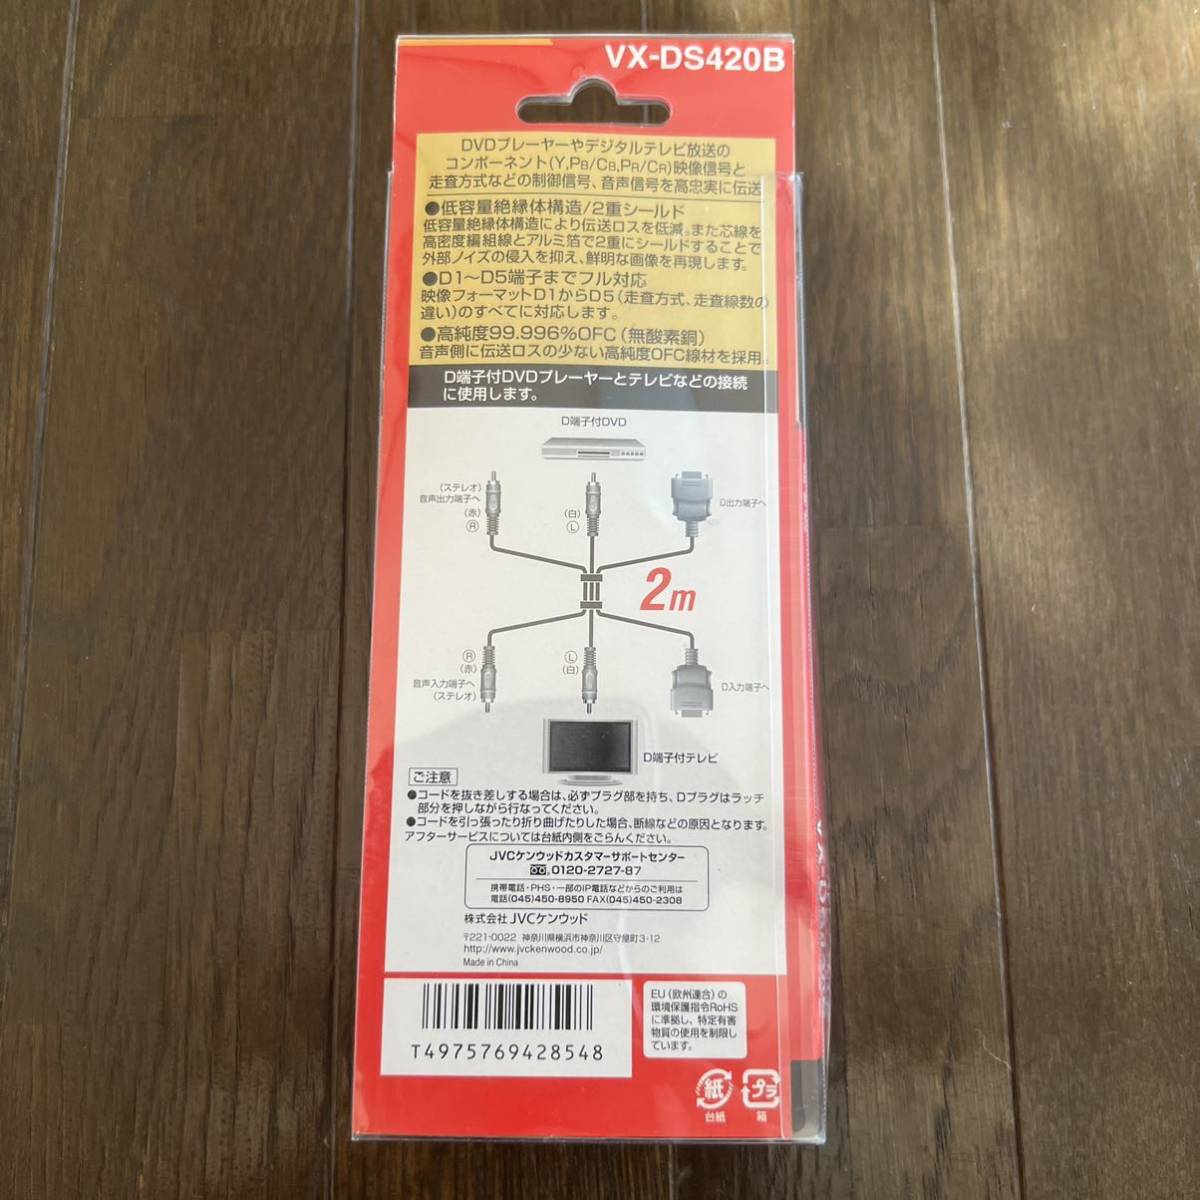 VX-DS420B
DVDプレーヤーやデジタルテレビ放送の
コンポーネント(Y,PB/CB,PR/CR)映像信号と
走査方式などの制御信号、音声信号を高忠実に伝送
●低容量絶縁体構造/2重シールド
低容量絶縁体構造により伝送ロスを低減。また芯線を
高密度編組線とアルミ箔で2重にシールドすることで
外部ノイズの侵入を抑え、鮮明な画像を再現します。
●D1〜D5端子までフル対応
映像フォーマットD1からD5(走査方式、走査線数の
違い)のすべてに対応します。
●高純度99.996%OFC(無酸素銅)
音声側に伝送ロスの少ない高純度OFC線材を採用。
D端子付DVDプレーヤーとテレビなどの接続
に使用します。
D端子付DVD
(ステレオ)
音声出力端子へ
(赤)
Ⓡ
(白)
Ⓛ
D出力端子へ
2m
Ⓡ
(赤)
音声入力端子へ
(ステレオ)
Ⓛ
(白)
D入力端子へ
D端子付テレビ
ご注意
●コードを抜き差しする場合は、必ずプラグ部を持ち、Dプラグはラッチ
部分を押しながら行なってください。
●コードを引っ張ったり折り曲げたりした場合、断線などの原因となります。
アフターサービスについては台紙内側をごらんください。
JVCケンウッドカスタマーサポートセンター
0120-2727-87
携帯電話・PHS・一部のIP電話などからのご利用は
電話(045)450-8950 FAX(045)450-2308
株式会社 JVCケンウッド
〒221-0022 神奈川県横浜市神奈川区守屋町3-12
http://www.jvckenwood.co.jp/
Made in China
T4975769428548
EU(欧州連合)の
環境保護指令RoHS
に準拠し、特定有害
物質の使用を制限し
ています。
紙
台紙
プラ
箱